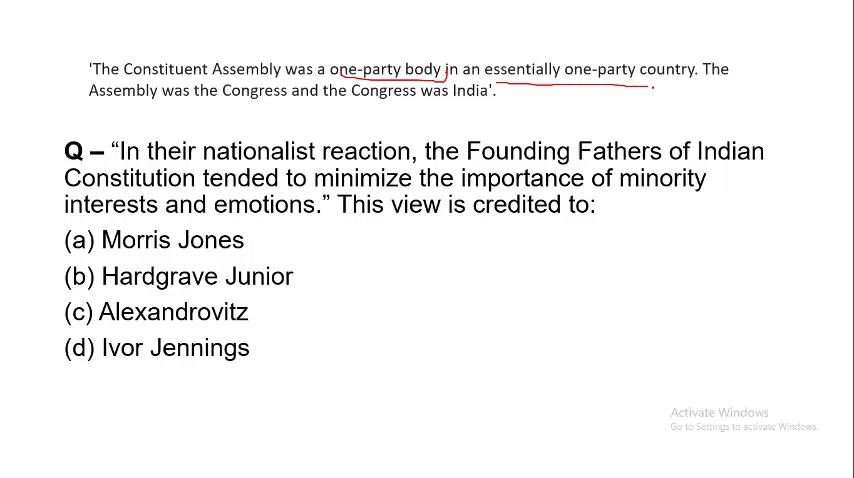 'The Constituent Assembly was a one-party body in an essentially one-party country. The
Assembly was the Congress and the Congress was India'.
Q – “In their nationalist reaction, the Founding Fathers of Indian
Constitution tended to minimize the importance of minority
interests and emotions.” This view is credited to:
(a) Morris Jones
(b) Hardgrave Junior
(c) Alexandrovitz
(d) Ivor Jennings
Activate Windows
Go to Settings to activate Windows.